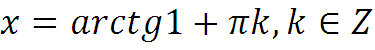 x = arctg1 + πk, k ∈ Z